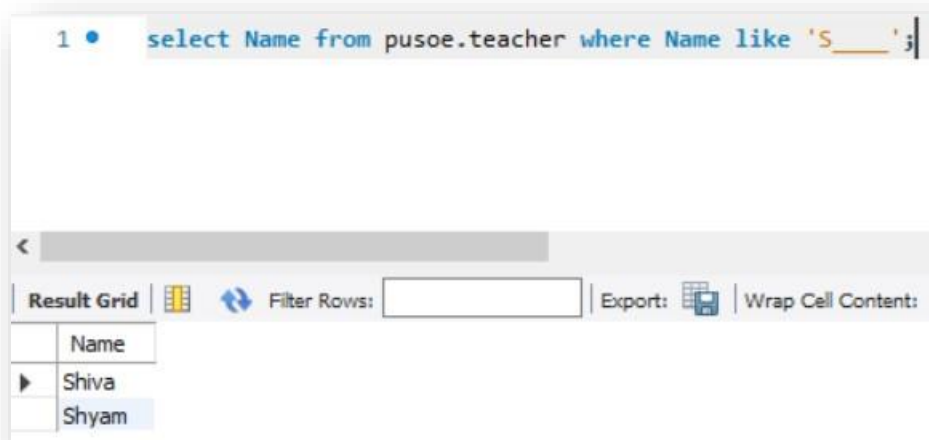 1 select Name from pusoe.teacher where Name like 'S____';
Result Grid Filter Rows: Export: Wrap Cell Content:
Name
Shiva
Shyam